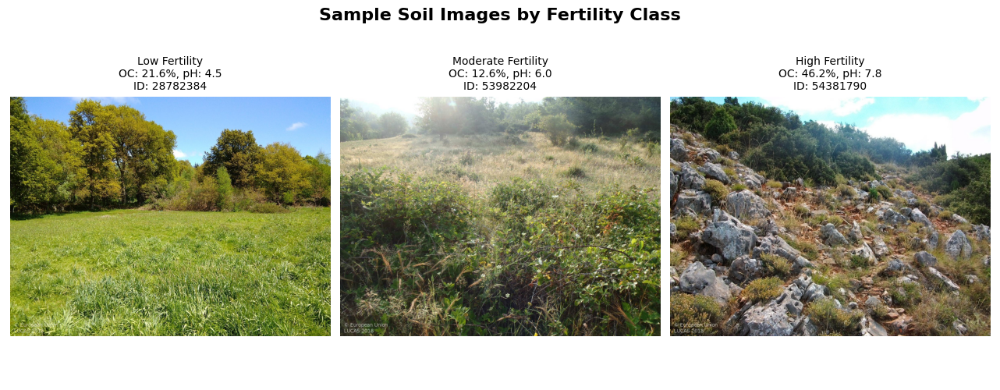 Sample Soil Images by Fertility Class
Low Fertility
OC: 21.6%, pH: 4.5
ID: 28782384
Moderate Fertility
OC: 12.6%, pH: 6.0
ID: 53982204
High Fertility
OC: 46.2%, pH: 7.8
ID: 54381790
© European Union
© European Union
LUCAS 2018
© European Union
LUCAS 2018